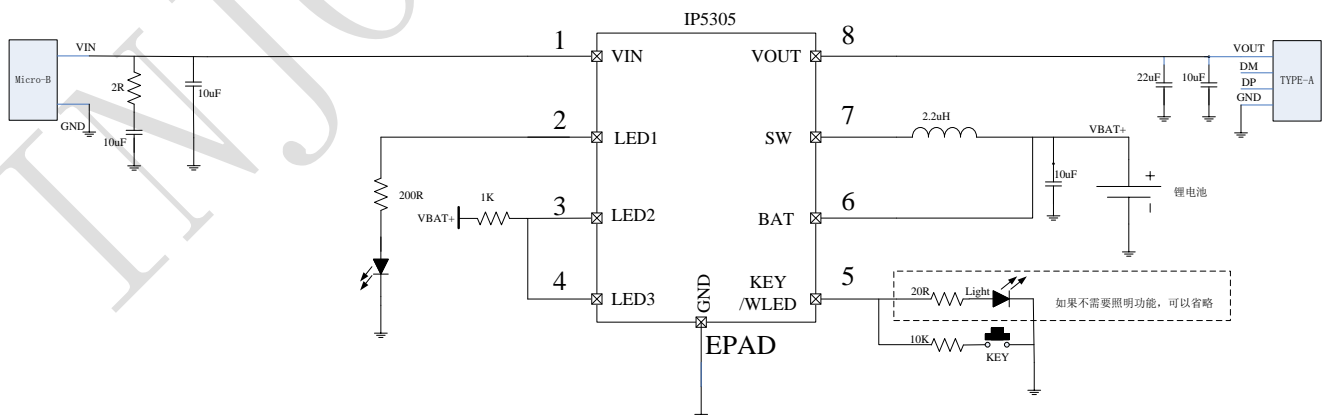 INJO
IP5305
Micro-B
VIN
GND
2R
10uF
10uF
1
VIN
2
LED1
200R
VBAT+
1K
3
LED2
4
LED3
GND
EPAD
8
VOUT
22uF
10uF
VOUT
DM
DP
GND
TYPE-A
7
SW
2.2uH
VBAT+
10uF
+
锂电池
6
BAT
5
KEY
/WLED
20R
Light
如果不需要照明功能,可以省略
10K
KEY